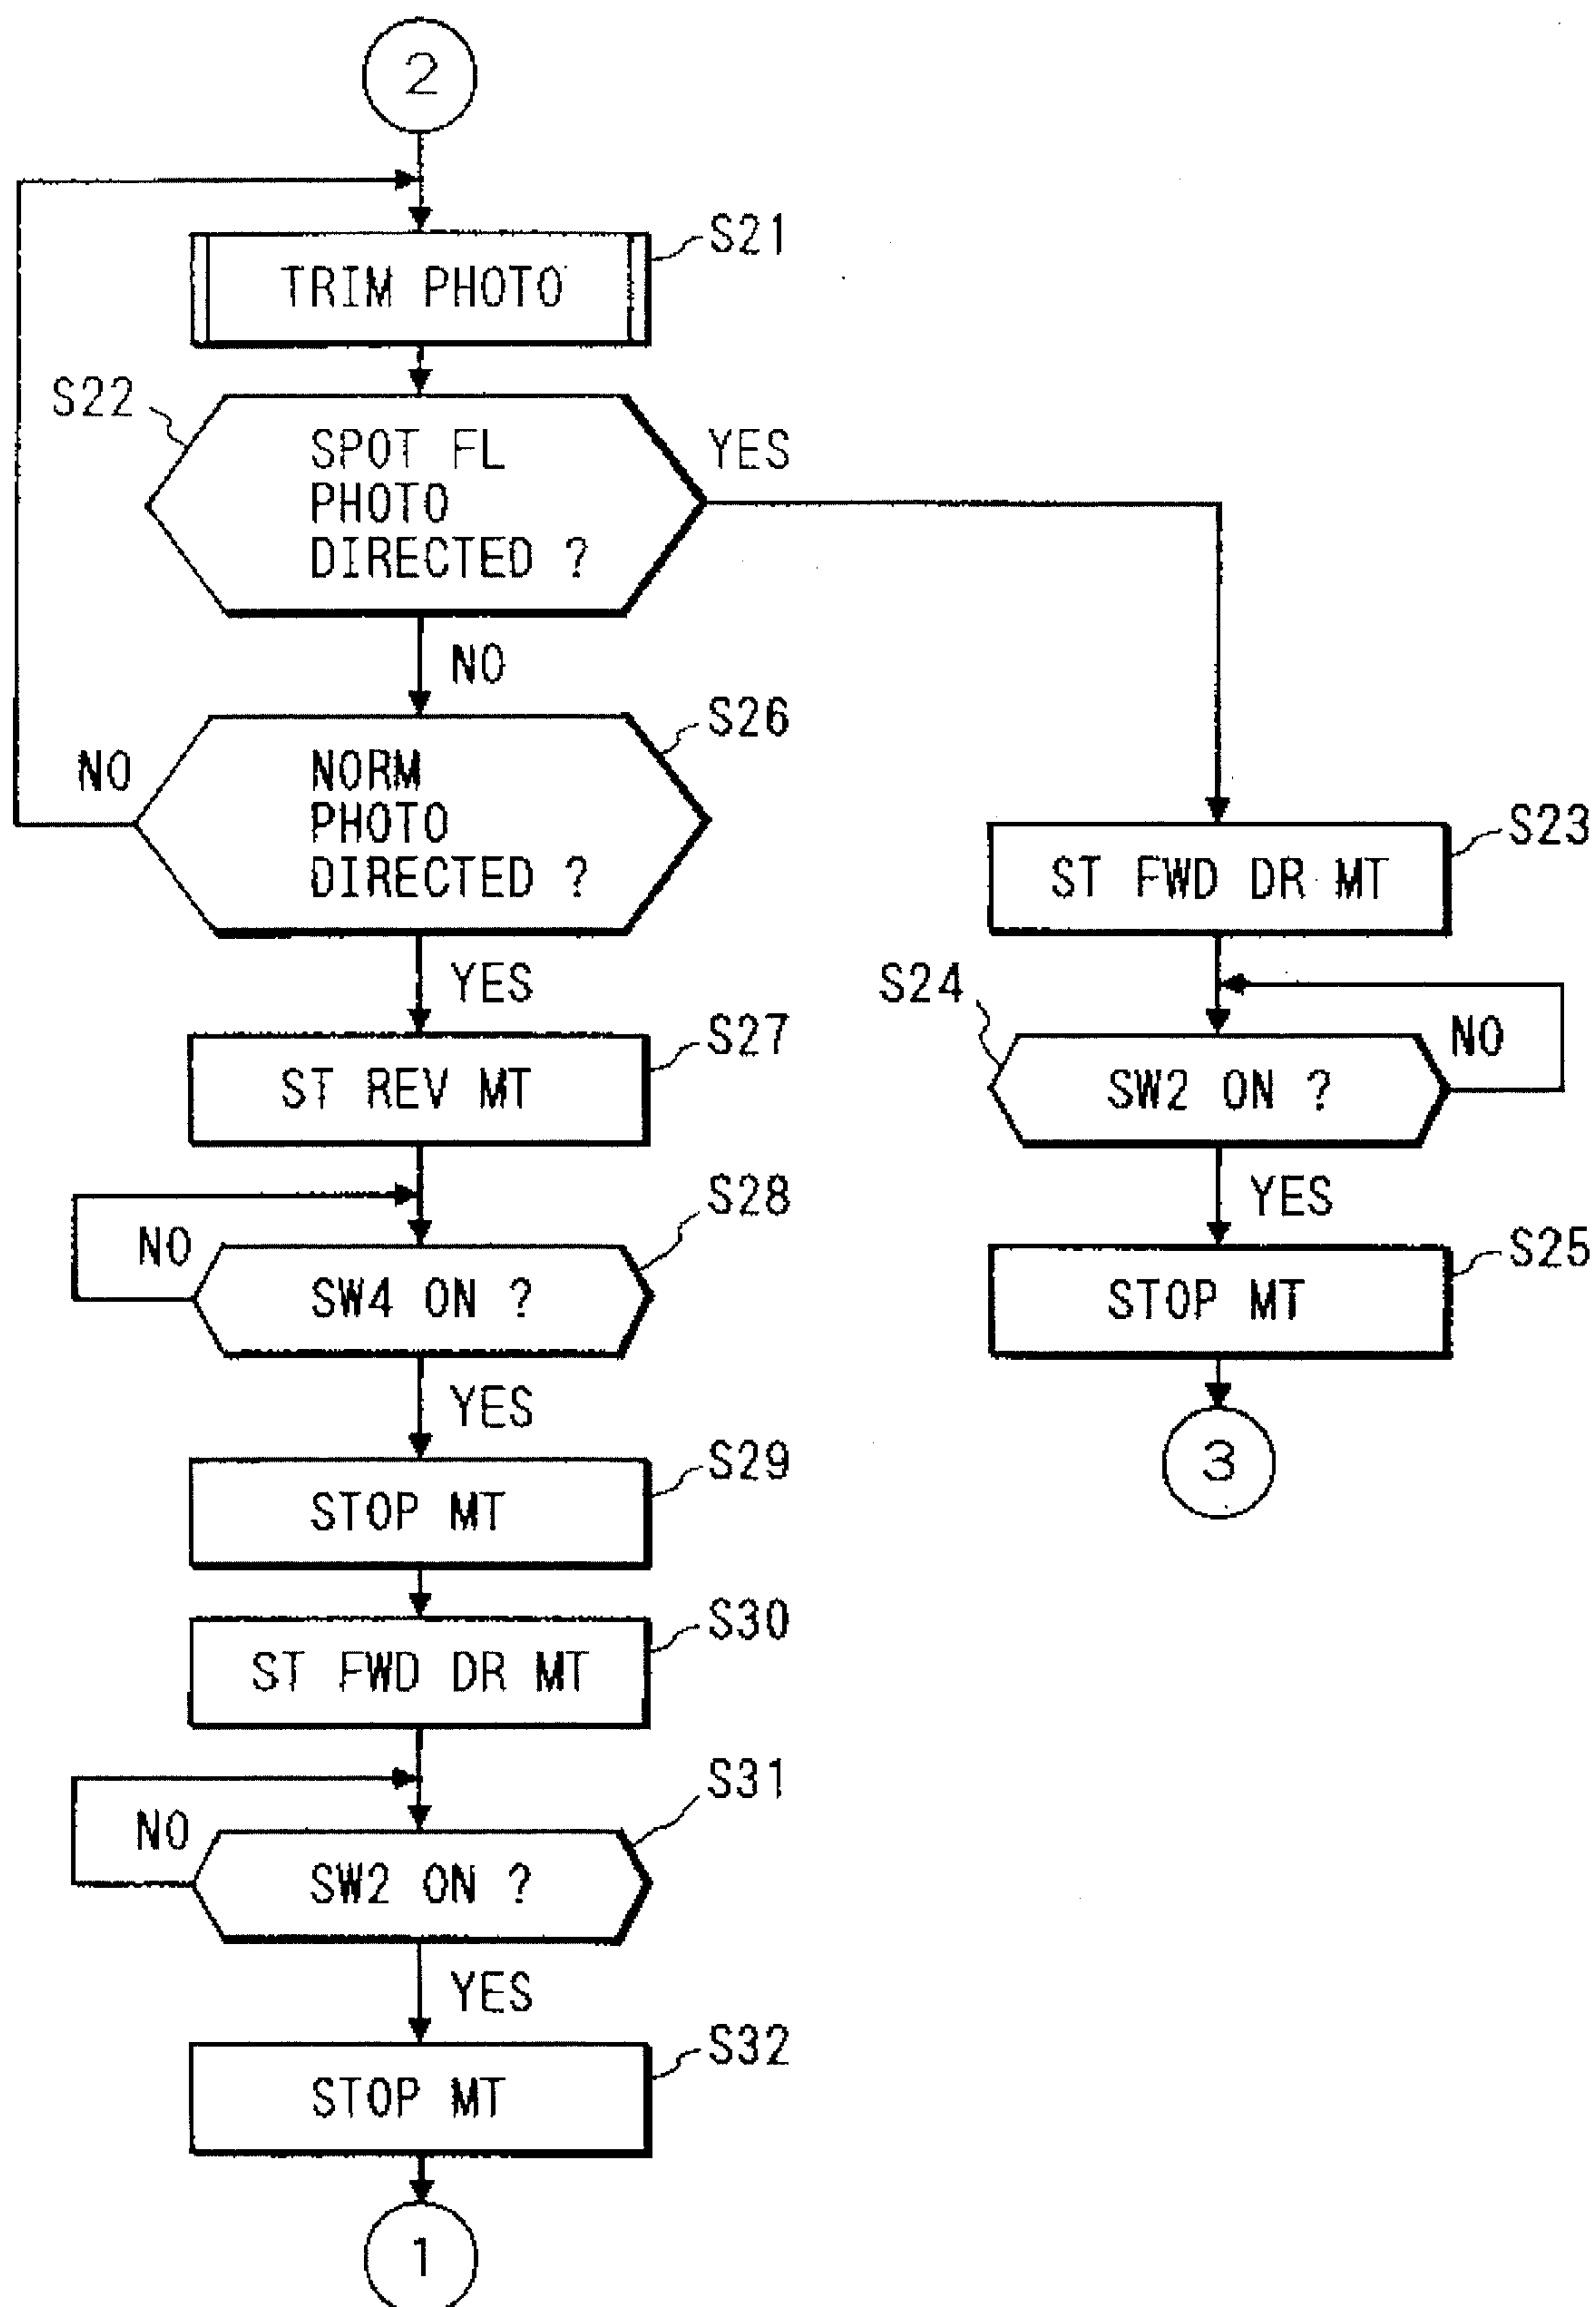 2
S21
TRIM PHOTO
S22
SPOT FL
PHOTO
DIRECTED ?
YES
NO
S26
NORM
PHOTO
DIRECTED ?
NO
YES
S27
ST REV MT
S28
SW4 ON ?
NO
YES
S29
STOP MT
S30
ST FWD DR MT
S31
SW2 ON ?
NO
YES
S32
STOP MT
1
S23
ST FWD DR MT
S24
SW2 ON ?
NO
YES
S25
STOP MT
3